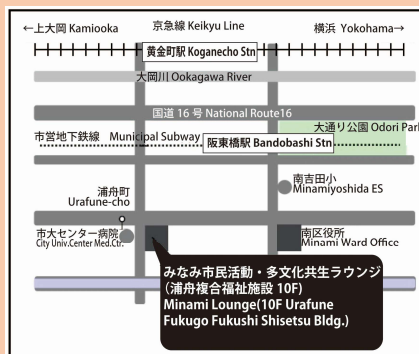 ←上大岡 Kamiooka
京急線 Keikyu Line
横浜 Yokohama→
黄金町駅 Koganecho Stn
大岡川 Ookagawa River
国道 16 号 National Route16
大通り公園 Odori Park
市営地下鉄線 Municipal Subway
阪東橋駅 Bandobashi Stn
南吉田小
Minamiyoshida ES
浦舟町
Urafune-cho
市大センター病院
City Univ.Center Med.Ctr.
南区役所
Minami Ward Office
みなみ市民活動・多文化共生ラウンジ
(浦舟複合福祉施設 10F)
Minami Lounge(10F Urafune
Fukugo Fukushi Shisetsu Bldg.)